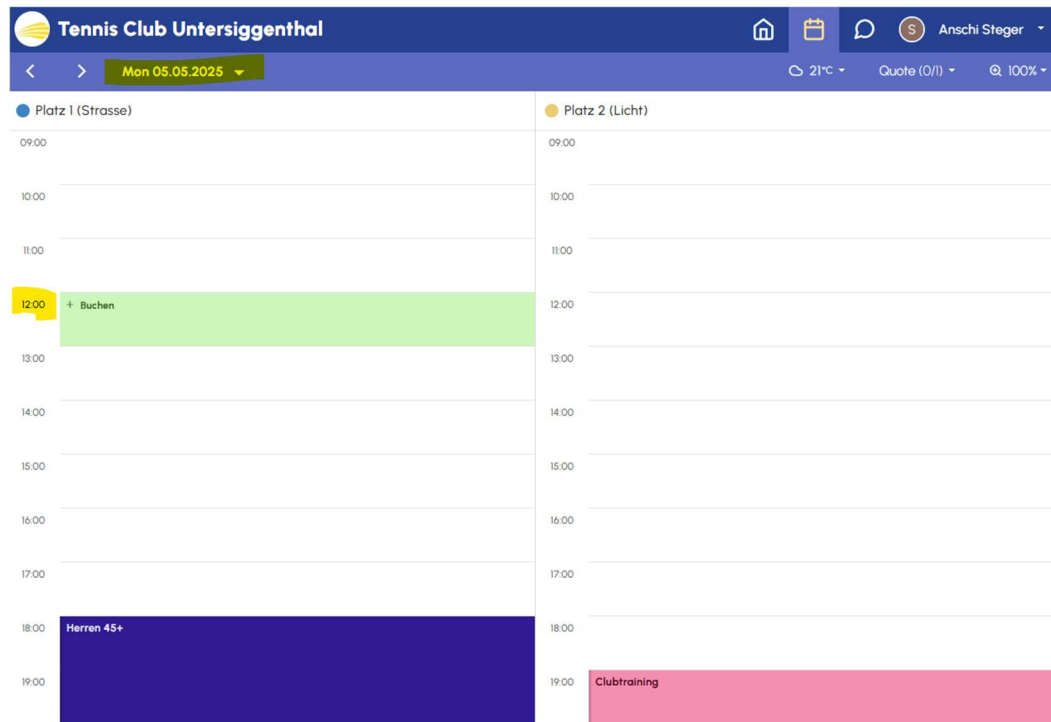 Tennis Club Untersiggenthal
S Anschi Steger
Mon 05.05.2025
21°C Quote (0/1) 100%
Platz 1 (Strasse)
09:00
10:00
11:00
12:00 + Buchen
13:00
14:00
15:00
16:00
17:00
18:00 Herren 45+
19:00
Platz 2 (Licht)
09:00
10:00
11:00
12:00
13:00
14:00
15:00
16:00
17:00
18:00
19:00 Clubtraining